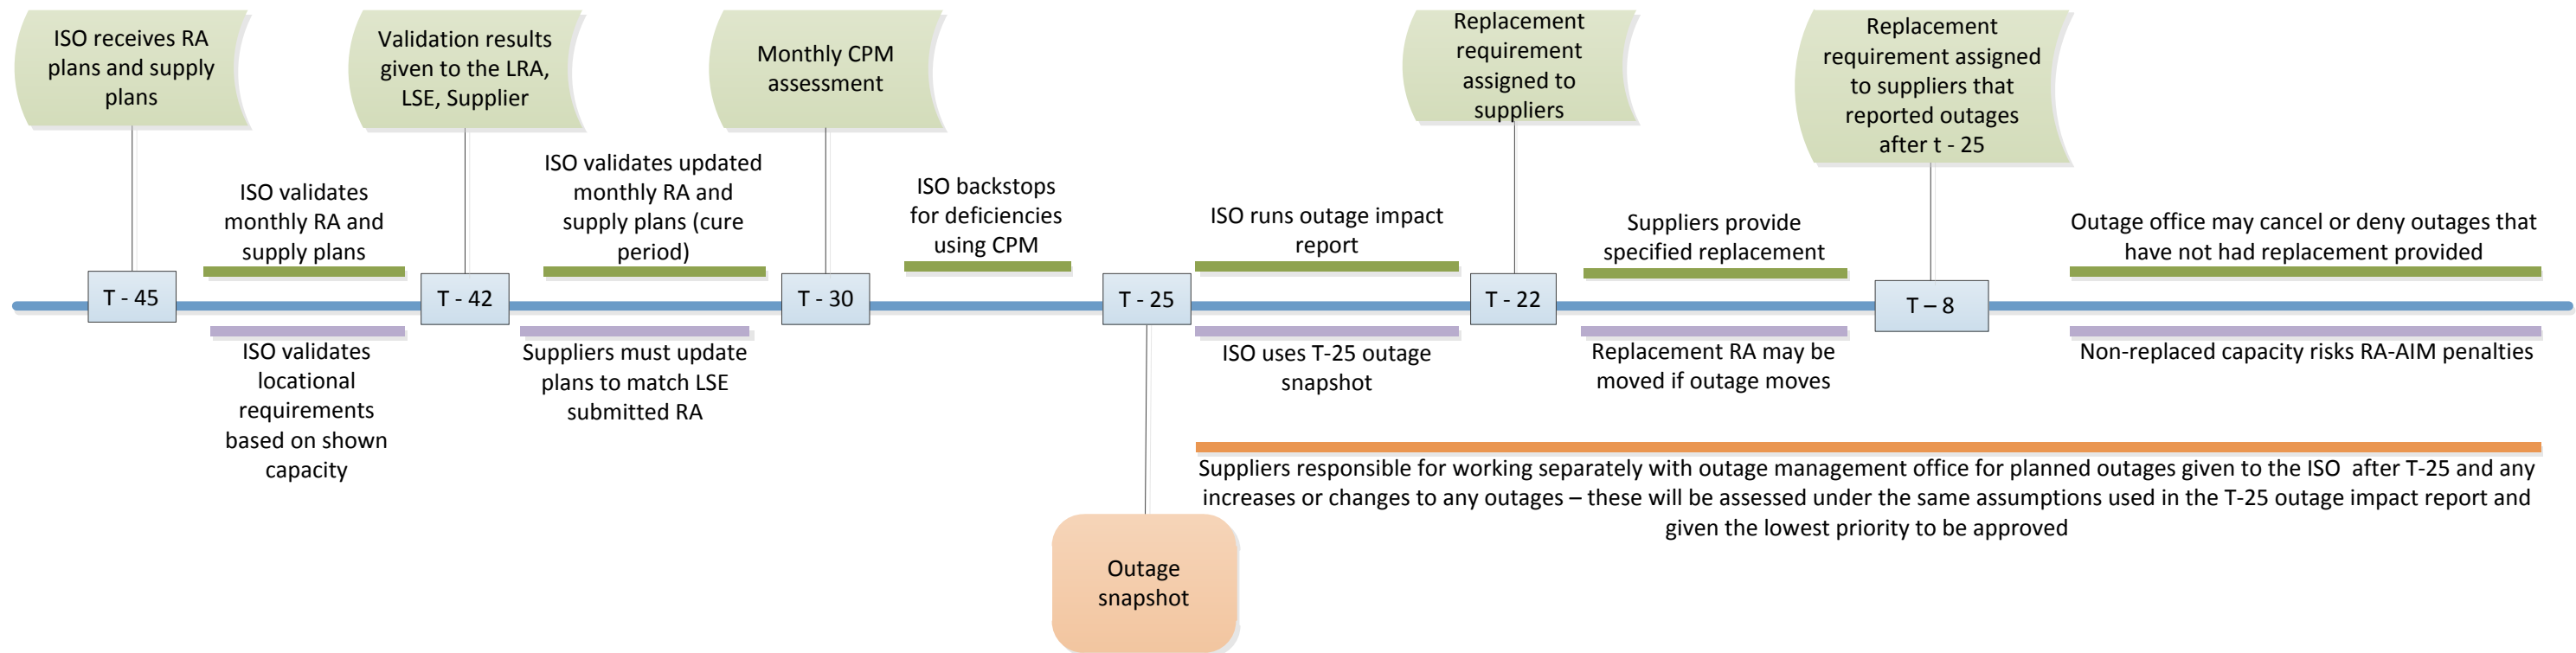 ISO receives RA
plans and supply
plans
Validation results
given to the LRA,
LSE, Supplier
Monthly CPM
assessment
Replacement
requirement
assigned to
suppliers
Replacement
requirement assigned
to suppliers that
reported outages
after t - 25
ISO validates
monthly RA and
supply plans
ISO validates updated
monthly RA and
supply plans (cure
period)
ISO backstops
for deficiencies
using CPM
ISO runs outage impact
report
Suppliers provide
specified replacement
Outage office may cancel or deny outages that
have not had replacement provided
T - 45
T - 42
T - 30
T - 25
T - 22
T – 8
ISO validates
locational
requirements
based on shown
capacity
Suppliers must update
plans to match LSE
submitted RA
ISO uses T-25 outage
snapshot
Replacement RA may be
moved if outage moves
Non-replaced capacity risks RA-AIM penalties
Suppliers responsible for working separately with outage management office for planned outages given to the ISO after T-25 and any
increases or changes to any outages – these will be assessed under the same assumptions used in the T-25 outage impact report and
given the lowest priority to be approved
Outage
snapshot